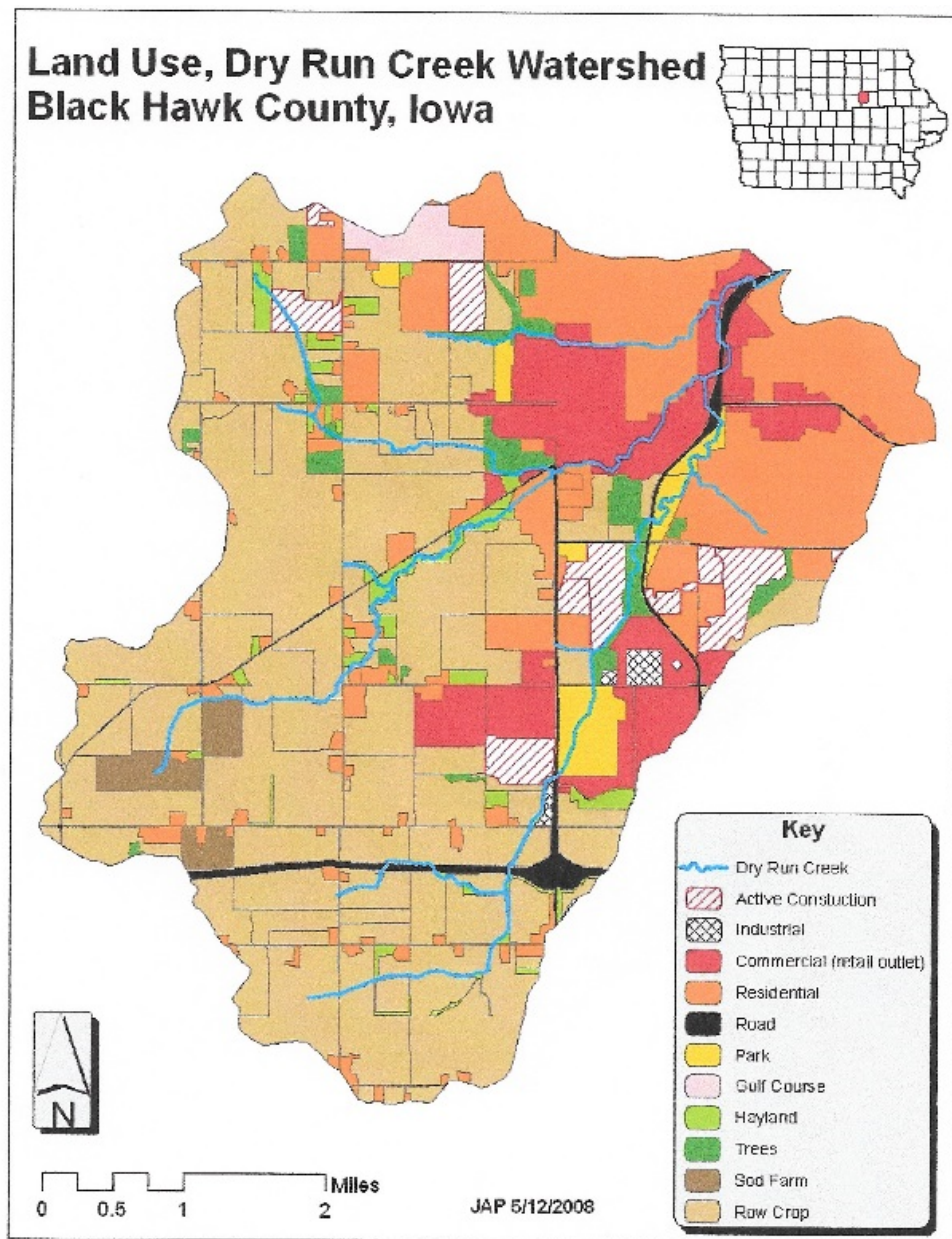 Land Use, Dry Run Creek Watershed
Black Hawk County, Iowa
Key
Dry Run Creek
Active Constuction
Industrial
Commercial (retail outlet)
Residential
Road
Park
Golf Course
Hayland
Trees
Sod Farm
Row Crop
N
Miles
0 0.5 1 2
JAP 5/12/2008